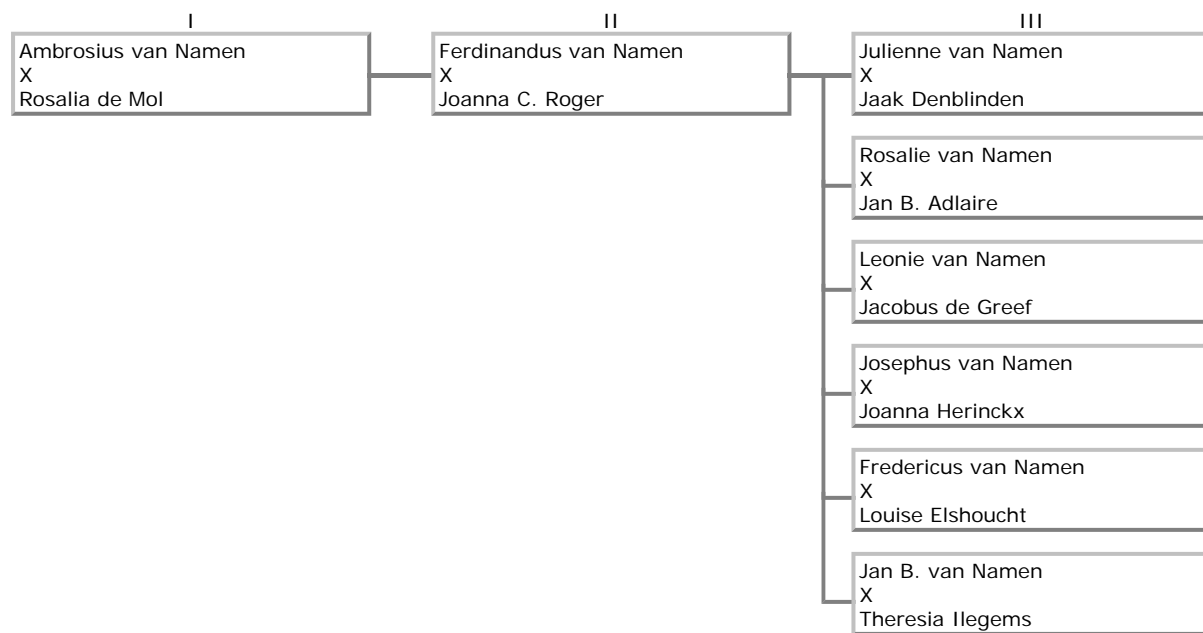 I
II
III
Ambrosius van Namen
X
Rosalia de Mol
Ferdinandus van Namen
X
Joanna C. Roger
Julienne van Namen
X
Jaak Denblinden
Rosalie van Namen
X
Jan B. Adlaire
Leonie van Namen
X
Jacobus de Greef
Josephus van Namen
X
Joanna Herinckx
Fredericus van Namen
X
Louise Elshoucht
Jan B. van Namen
X
Theresia Ilegems